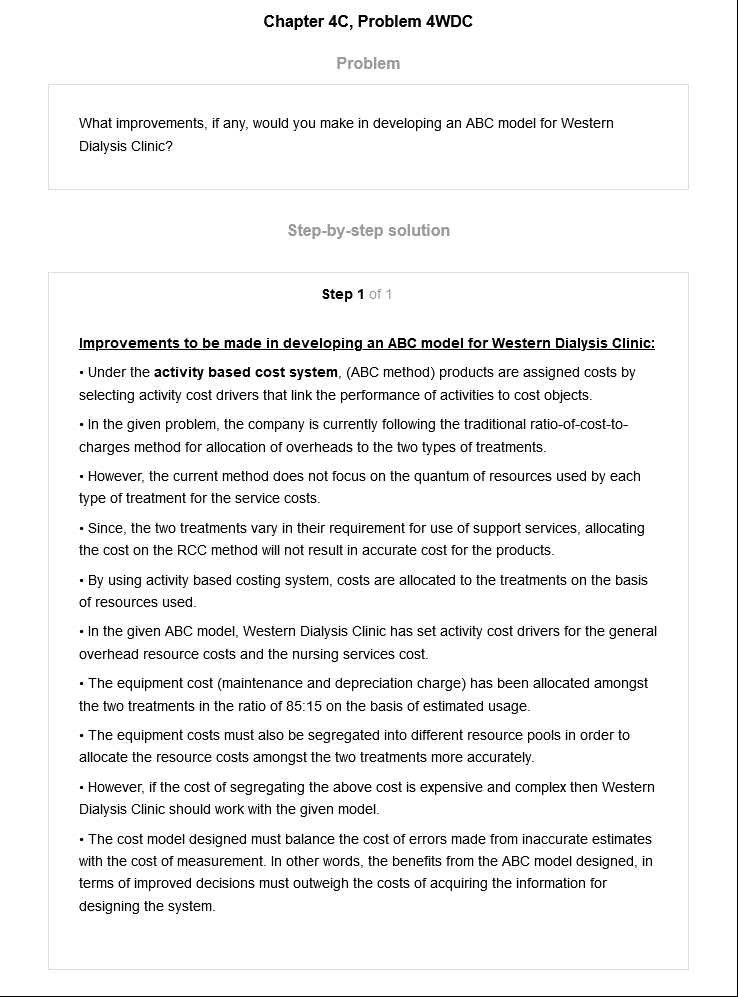 Chapter 4C, Problem 4WDC
Problem
What improvements, if any, would you make in developing an ABC model for Western
Dialysis Clinic?
Step-by-step solution
Step 1 of 1
Improvements to be made in developing an ABC model for Western Dialysis Clinic:
• Under the activity based cost system, (ABC method) products are assigned costs by
selecting activity cost drivers that link the performance of activities to cost objects.
• In the given problem, the company is currently following the traditional ratio-of-cost-to-
charges method for allocation of overheads to the two types of treatments.
• However, the current method does not focus on the quantum of resources used by each
type of treatment for the service costs.
• Since, the two treatments vary in their requirement for use of support services, allocating
the cost on the RCC method will not result in accurate cost for the products.
• By using activity based costing system, costs are allocated to the treatments on the basis
of resources used.
• In the given ABC model, Western Dialysis Clinic has set activity cost drivers for the general
overhead resource costs and the nursing services cost.
• The equipment cost (maintenance and depreciation charge) has been allocated amongst
the two treatments in the ratio of 85:15 on the basis of estimated usage.
• The equipment costs must also be segregated into different resource pools in order to
allocate the resource costs amongst the two treatments more accurately.
• However, if the cost of segregating the above cost is expensive and complex then Western
Dialysis Clinic should work with the given model.
• The cost model designed must balance the cost of errors made from inaccurate estimates
with the cost of measurement. In other words, the benefits from the ABC model designed, in
terms of improved decisions must outweigh the costs of acquiring the information for
designing the system.